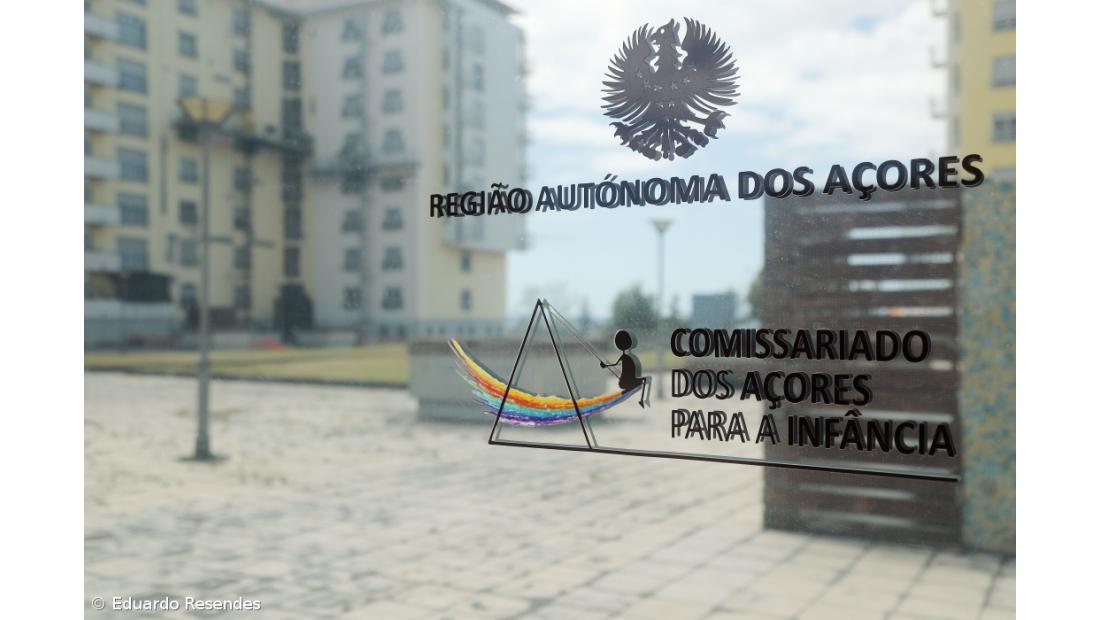 REGIÃO AUTÓNOMA DOS AÇORES
COMISSARIADO
DOS AÇORES
PARA A INFÂNCIA
© Eduardo Resendes